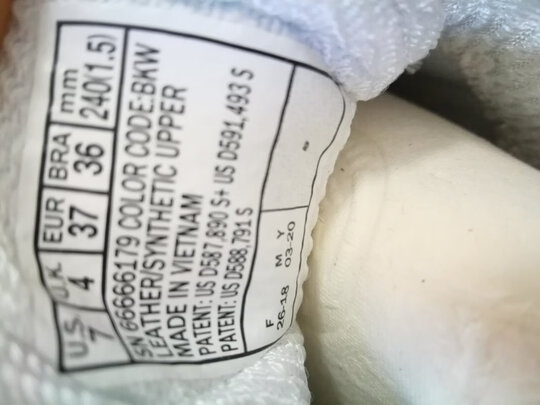 U.S. U.K. EUR BRA mm
7 4 37 36 240(1.5)
SN 66666179 COLOR CODE:BKW
LEATHER/SYNTHETIC UPPER
MADE IN VIETNAM
PATENT: US D587,890 S+ US D591,493 S
PATENT: US D588,791 S
F M Y
26-18 03-20